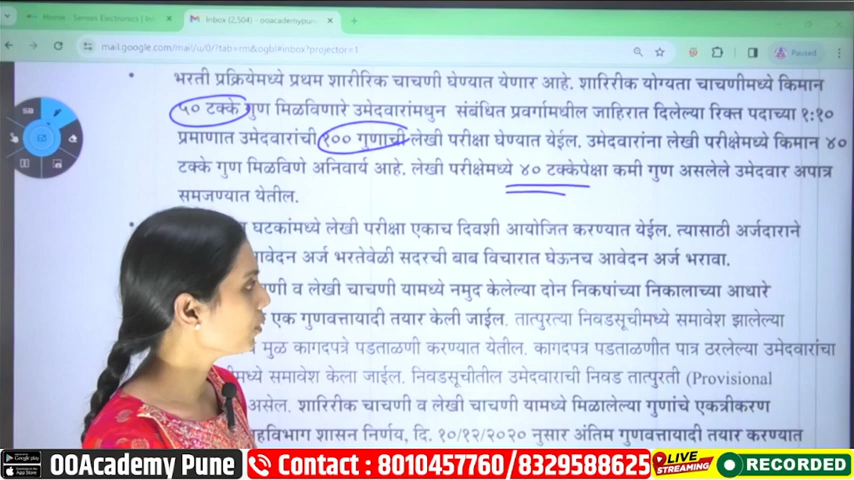 Home - Sensei Electronics | In
Inbox (2,504) - ooacademypune
mail.google.com/mail/u/0/?tab=rm&ogbl#inbox?projector=1
Paused
भरती प्रक्रियेमध्ये प्रथम शारीरिक चाचणी घेण्यात येणार आहे. शारिरीक योग्यता चाचणीमध्ये किमान
५० टक्के गुण मिळविणारे उमेदवारांमधुन संबंधित प्रवर्गामधील जाहिरात दिलेल्या रिक्त पदाच्या १:१०
प्रमाणात उमेदवारांची १०० गुणाची लेखी परीक्षा घेण्यात येईल. उमेदवारांना लेखी परीक्षेमध्ये किमान ४०
टक्के गुण मिळविणे अनिवार्य आहे. लेखी परीक्षेमध्ये ४० टक्केपेक्षा कमी गुण असलेले उमेदवार अपात्र
समजण्यात येतील.
घटकांमध्ये लेखी परीक्षा एकाच दिवशी आयोजित करण्यात येईल. त्यासाठी अर्जदाराने
आवेदन अर्ज भरतेवेळी सदरची बाब विचारात घेऊनच आवेदन अर्ज भरावा.
व लेखी चाचणी यामध्ये नमुद केलेल्या दोन निकषांच्या निकालाच्या आधारे
एक गुणवत्तायादी तयार केली जाईल. तात्पुरत्या निवडसूचीमध्ये समावेश झालेल्या
मुळ कागदपत्रे पडताळणी करण्यात येतील. कागदपत्र पडताळणीत पात्र ठरलेल्या उमेदवारांचा
समावेश केला जाईल. निवडसूचीतील उमेदवाराची निवड तात्पुरती (Provisional
असेल. शारिरीक चाचणी व लेखी चाचणी यामध्ये मिळालेल्या गुणांचे एकत्रीकरण
शासन निर्णय, दि. १०/१२/२०२० नुसार अंतिम गुणवत्तायादी तयार करण्यात
Google Play
App Store
OOAcademy Pune
Contact : 8010457760/8329588625
LIVE STREAMING
RECORDED